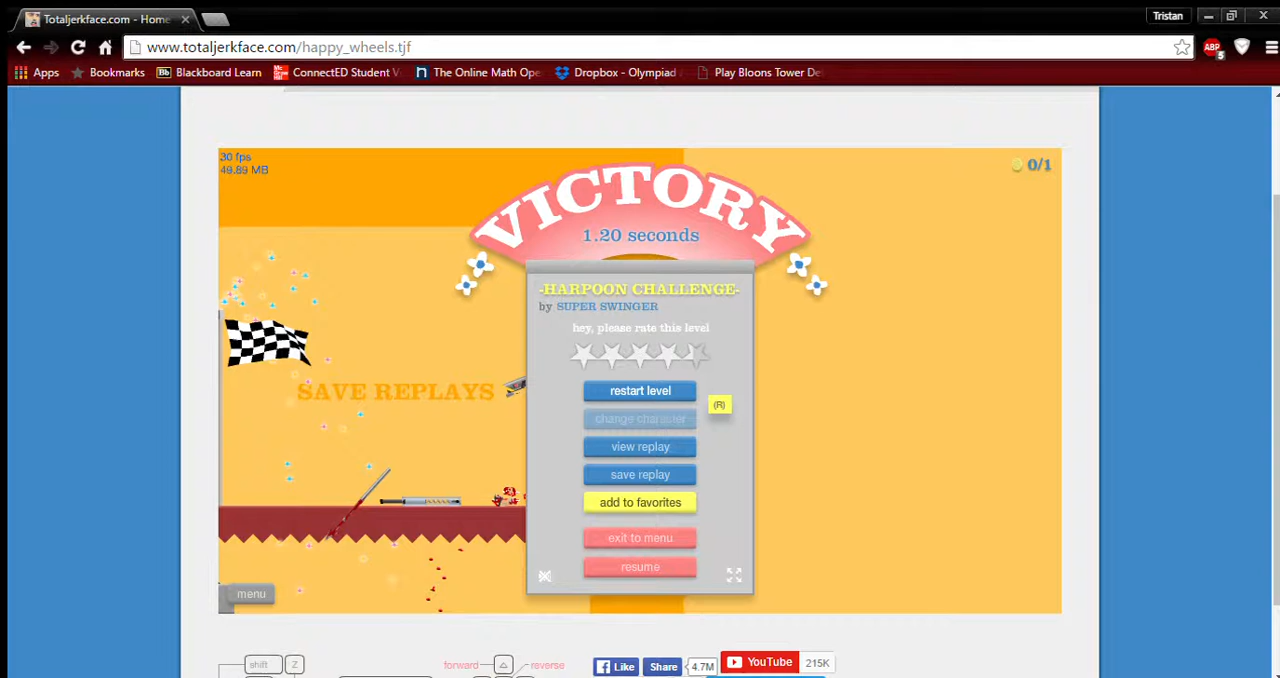 Totaljerkface.com - Home
Tristan
www.totaljerkface.com/happy_wheels.tjf
ABP
5
Apps
Bookmarks
Bb
Blackboard Learn
ConnectED Student V
The Online Math Ope
Dropbox - Olympiad
Play Bloons Tower De
30 fps
49.89 MB
0/1
VICTORY
1.20 seconds
-HARPOON CHALLENGE-
by SUPER SWINGER
hey, please rate this level
SAVE REPLAYS
restart level
(R)
change character
view replay
save replay
add to favorites
exit to menu
resume
menu
shift
Z
forward
reverse
Like
Share
4.7M
YouTube
215K